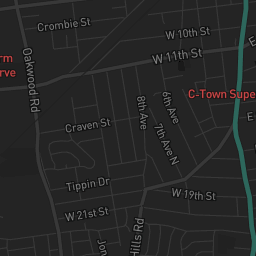 Crombie St
W 10th St
E
W 11th St
rm
rve
Oakwood Rd
C-Town Supe
8th Ave
6th Ave
7th Ave N
E
Craven St
Tippin Dr
W 19th St
W 21st St
Hills Rd
Jon